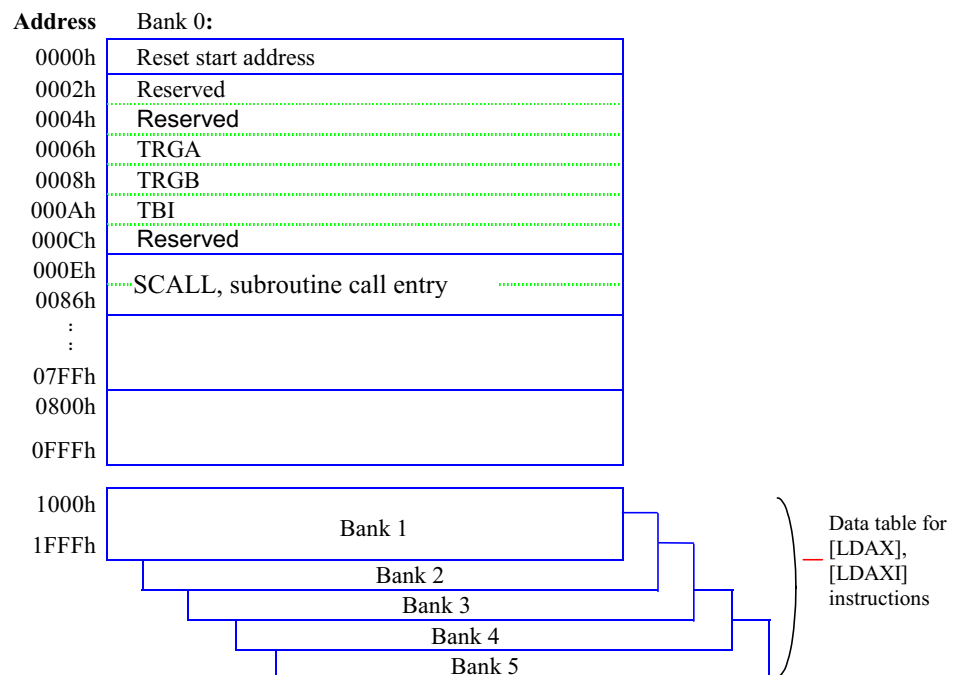 Address Bank 0:
0000h Reset start address
0002h Reserved
0004h Reserved
0006h TRGA
0008h TRGB
000Ah TBI
000Ch Reserved
000Eh
SCALL, subroutine call entry
0086h
:
:
07FFh
0800h
0FFFh
1000h
Bank 1
1FFFh
Bank 2
Bank 3
Bank 4
Bank 5
Data table for
[LDAX],
[LDAXI]
instructions